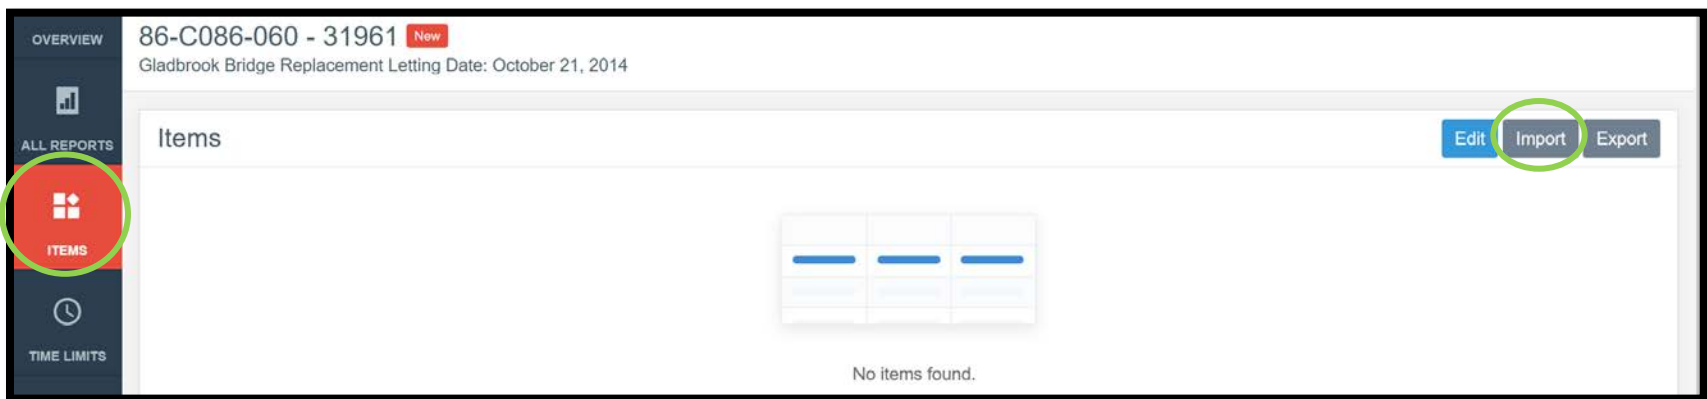 OVERVIEW
ALL REPORTS
ITEMS
TIME LIMITS
86-C086-060 - 31961 New
Gladbrook Bridge Replacement Letting Date: October 21, 2014
Items
Edit Import Export
No items found.